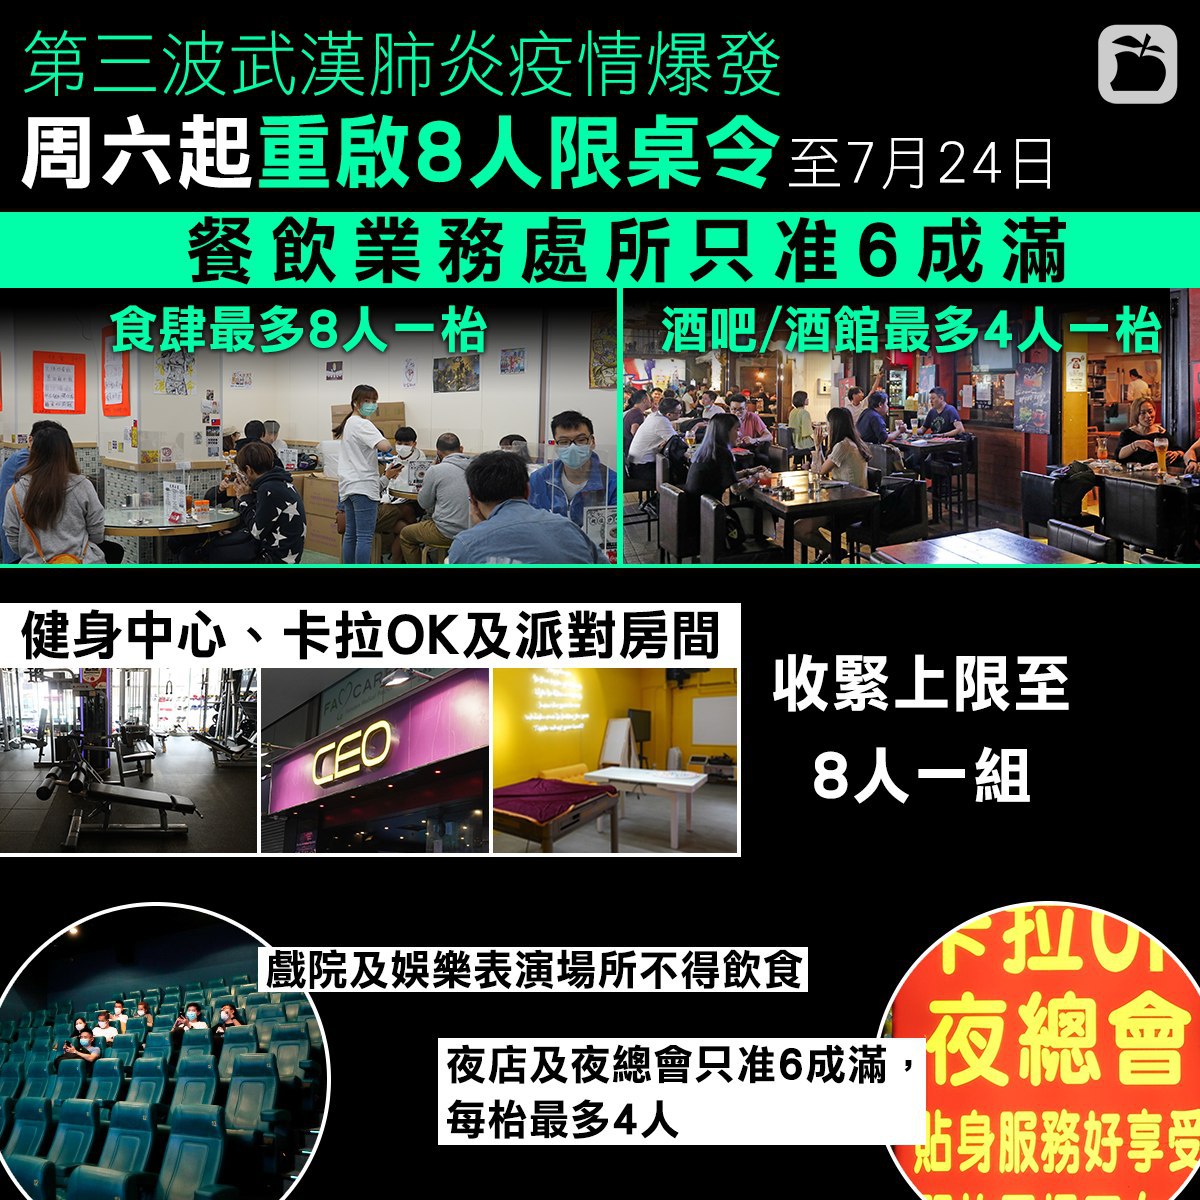 第三波武漢肺炎疫情爆發
周六起重啟8人限桌令至7月24日
餐飲業務處所只准6成滿
食肆最多8人一枱
酒吧/酒館最多4人一枱
健身中心、卡拉OK及派對房間
CEO
收緊上限至
8人一組
戲院及娛樂表演場所不得飲食
夜店及夜總會只准6成滿，
每枱最多4人
卡拉OK
夜總會
貼身服務好享受